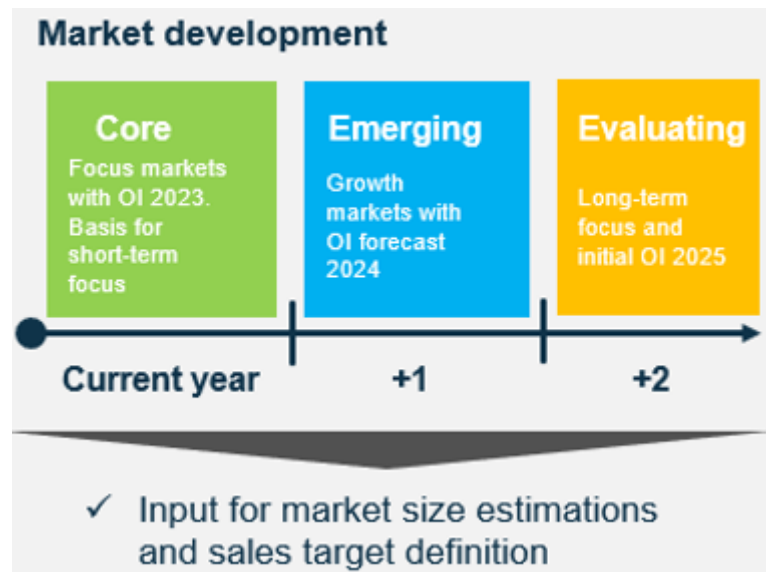 Market development
Core
Focus markets
with OI 2023.
Basis for
short-term
focus
Emerging
Growth
markets with
OI forecast
2024
Evaluating
Long-term
focus and
initial OI 2025
Current year
+1
+2
✓ Input for market size estimations
and sales target definition